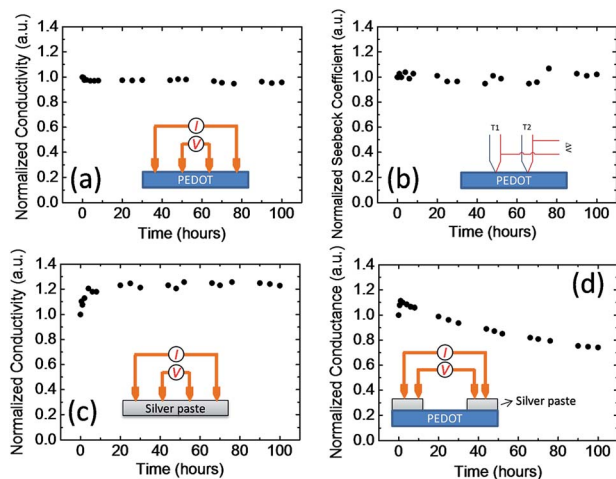 Normalized Conductivity (a.u.)
1.4
1.2
1.0
0.8
0.6
0.4
0.2
0.0
I
V
PEDOT
(a)
0 20 40 60 80 100
Time (hours)
Normalized Seebeck Coefficient (a.u.)
1.4
1.2
1.0
0.8
0.6
0.4
0.2
0.0
T1 T2
ΔV
PEDOT
(b)
0 20 40 60 80 100
Time (hours)
Normalized Conductivity (a.u.)
1.4
1.2
1.0
0.8
0.6
0.4
0.2
0.0
I
V
Silver paste
(c)
0 20 40 60 80 100
Time (hours)
Normalized Conductance (a.u.)
1.4
1.2
1.0
0.8
0.6
0.4
0.2
0.0
(d)
I
V
Silver paste
PEDOT
0 20 40 60 80 100
Time (hours)